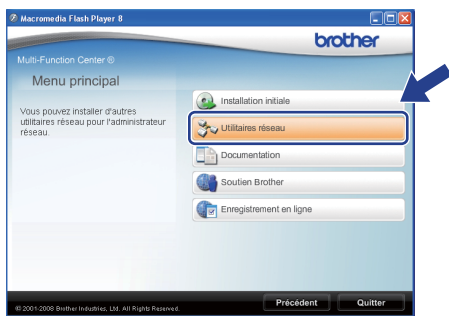 Macromedia Flash Player 8
brother
Multi-Function Center ®
Menu principal
Vous pouvez installer d'autres
utilitaires réseau pour l'administrateur
réseau.
Installation initiale
Utilitaires réseau
Documentation
Soutien Brother
Enregistrement en ligne
© 2001-2008 Brother Industries, Ltd. All Rights Reserved.
Précédent
Quitter